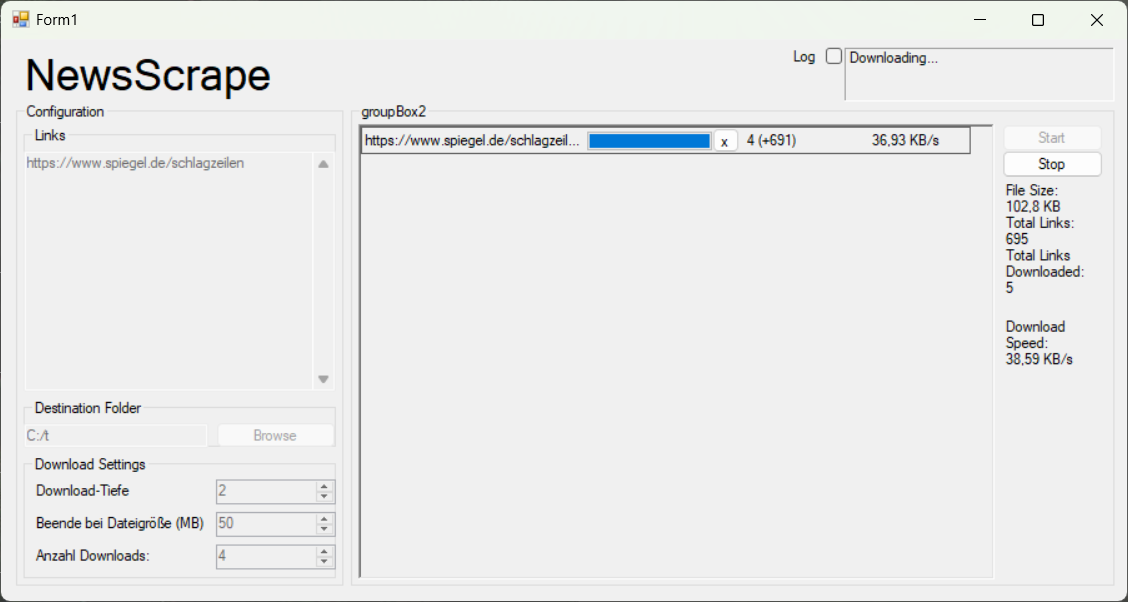 Form1
NewsScrape
Log
Downloading...
Configuration
Links
https://www.spiegel.de/schlagzeilen
Destination Folder
C:/t
Browse
Download Settings
Download-Tiefe
2
Beende bei Dateigröße (MB)
50
Anzahl Downloads:
4
groupBox2
https://www.spiegel.de/schlagzeil... x 4 (+691) 36,93 KB/s
Start
Stop
File Size:
102,8 KB
Total Links:
695
Total Links
Downloaded:
5
Download
Speed:
38,59 KB/s